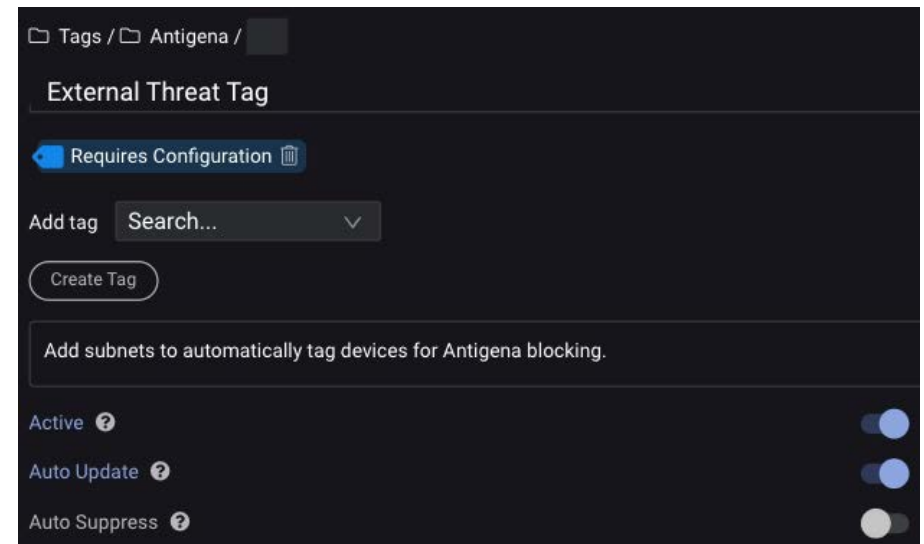 Tags / Antigena /
External Threat Tag
Requires Configuration
Add tag Search...
Create Tag
Add subnets to automatically tag devices for Antigena blocking.
Active ?
Auto Update ?
Auto Suppress ?